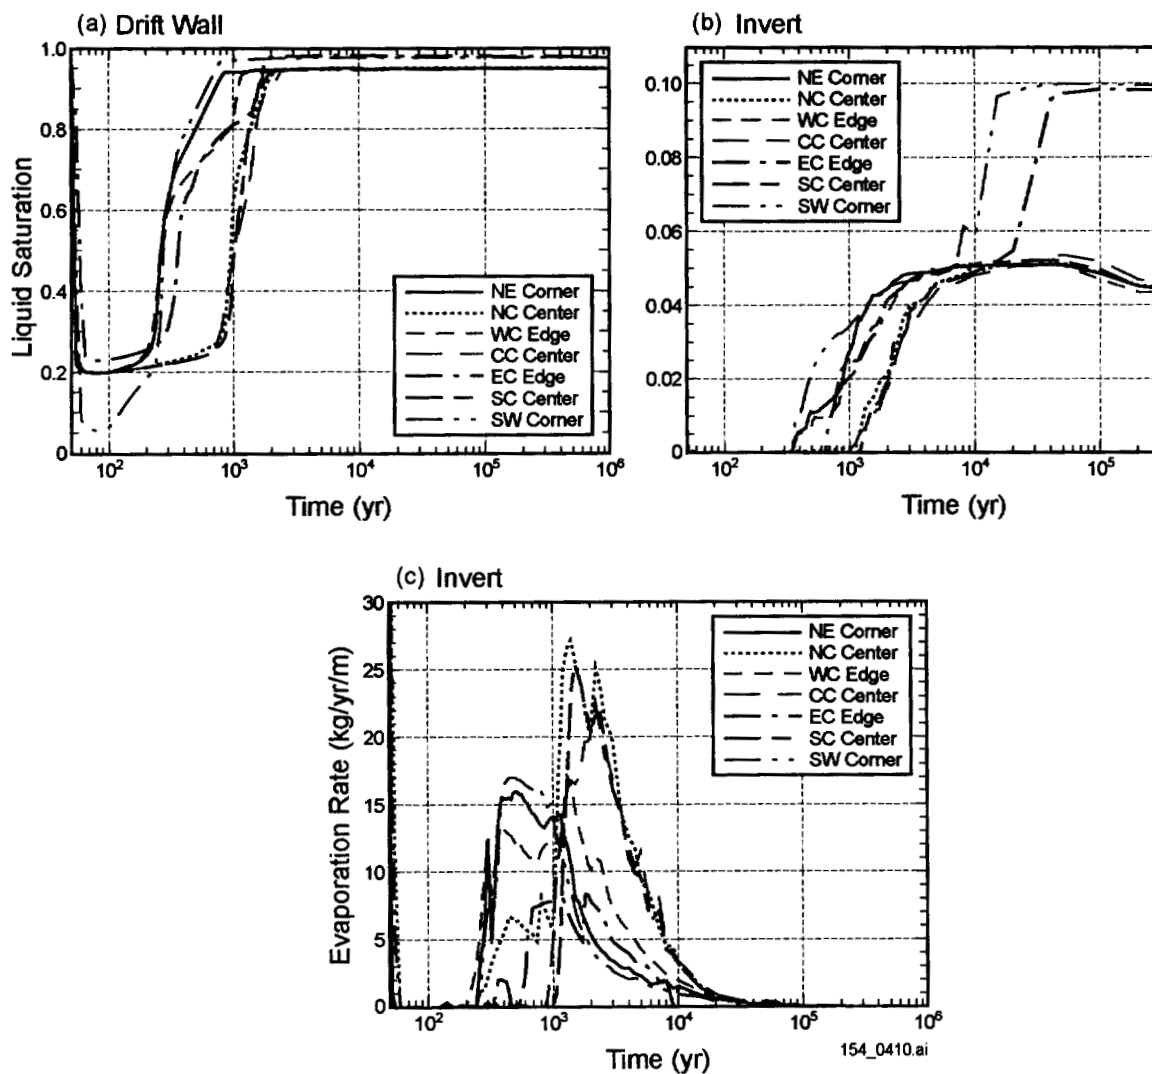 (a) Drift Wall
Liquid Saturation
1.0
0.8
0.6
0.4
0.2
0
NE Corner
NC Center
WC Edge
CC Center
EC Edge
SC Center
SW Corner
10² 10³ 10⁴ 10⁵ 10⁶
Time (yr)
(b) Invert
0.10
0.08
0.06
0.04
0.02
0
NE Corner
NC Center
WC Edge
CC Center
EC Edge
SC Center
SW Corner
10² 10³ 10⁴ 10⁵
Time (yr)
(c) Invert
Evaporation Rate (kg/yr/m)
30
25
20
15
10
5
0
NE Corner
NC Center
WC Edge
CC Center
EC Edge
SC Center
SW Corner
10² 10³ 10⁴ 10⁵ 10⁶
Time (yr)
154_0410.ai